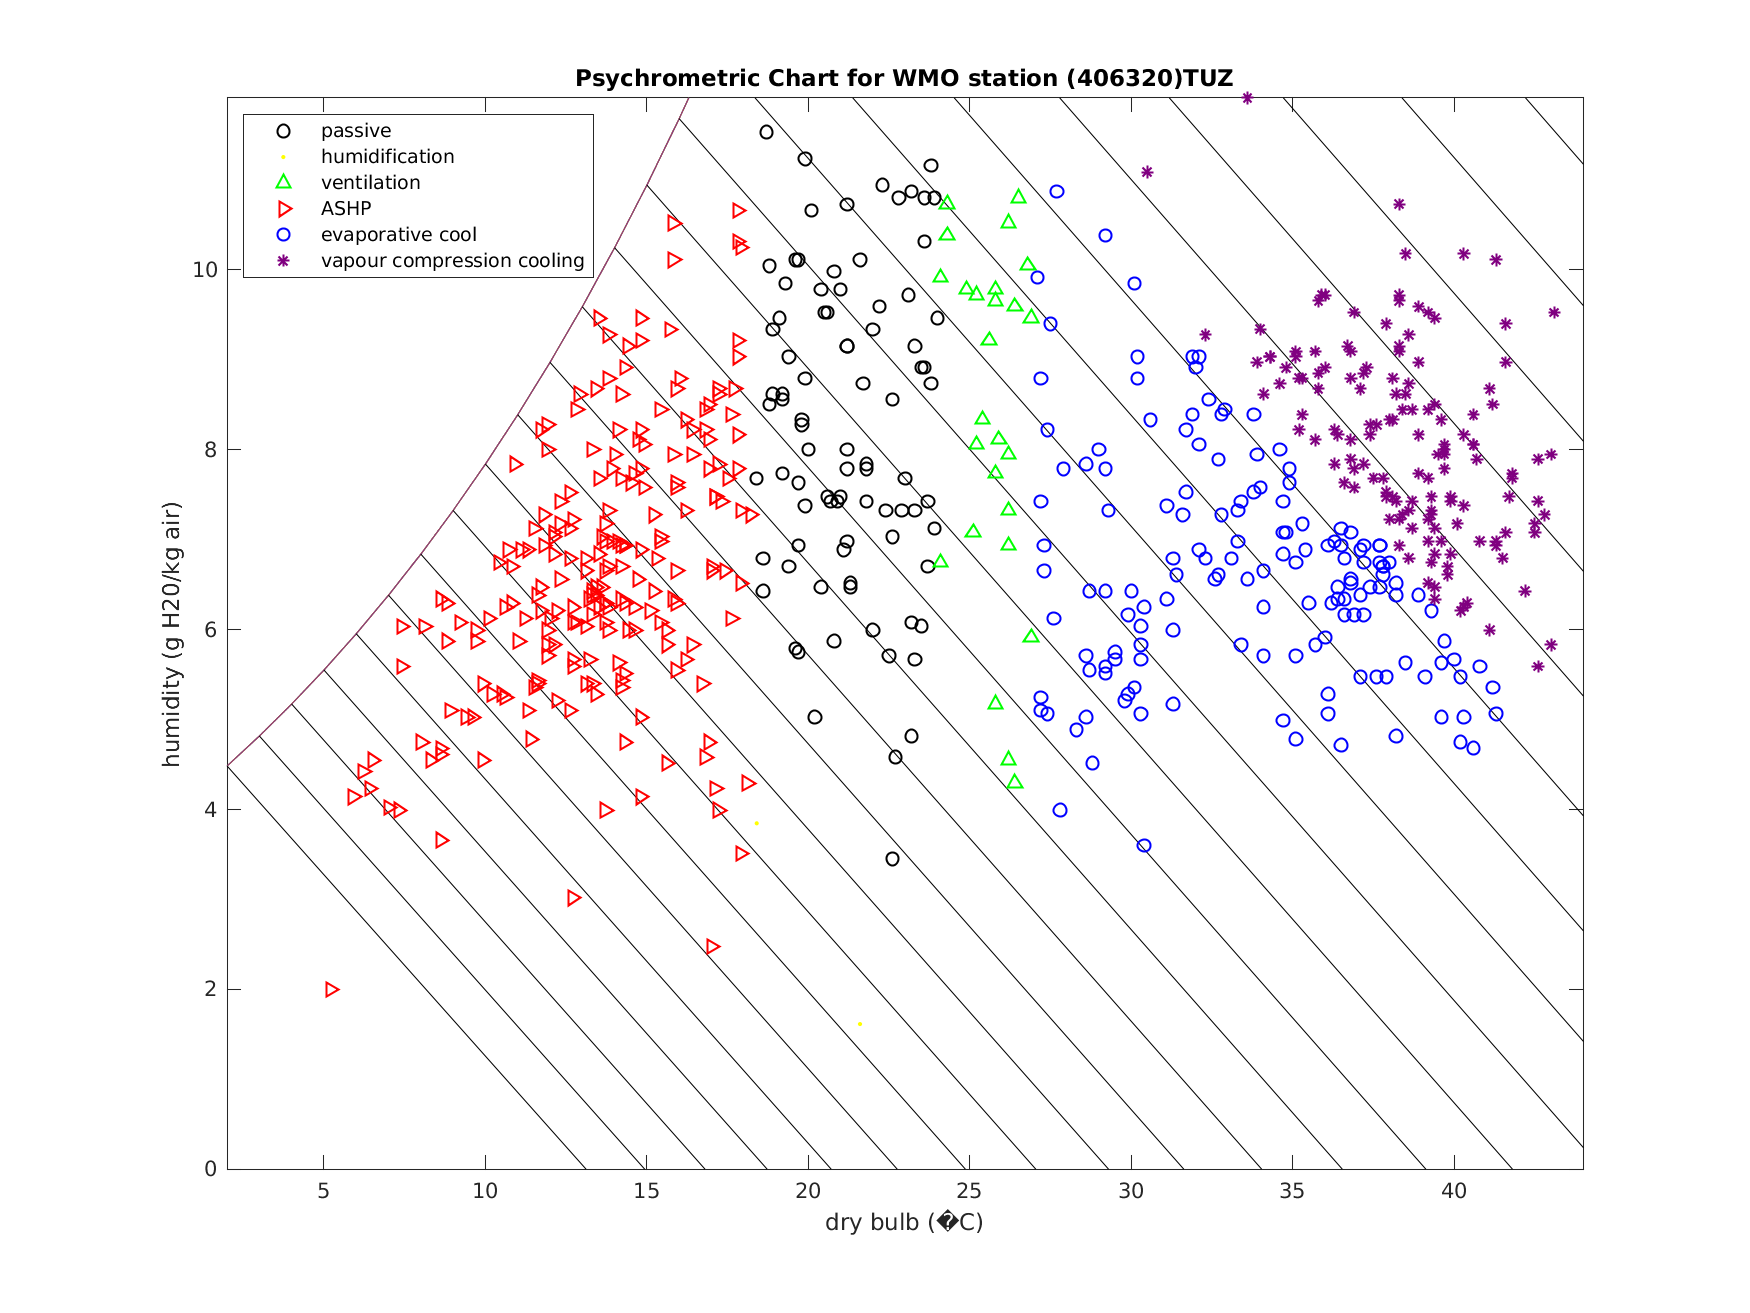 Psychrometric Chart for WMO station (406320)TUZ
passive
humidification
ventilation
ASHP
evaporative cool
vapour compression cooling
humidity (g H20/kg air)
10
8
6
4
2
0
5 10 15 20 25 30 35 40
dry bulb (�C)